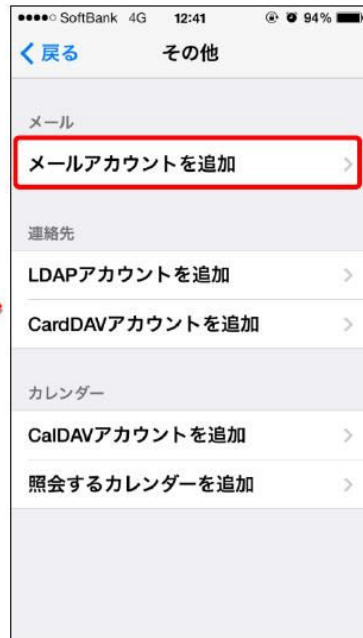 SoftBank 4G 12:41 94%
戻る その他
メール
メールアカウントを追加
連絡先
LDAPアカウントを追加
CardDAVアカウントを追加
カレンダー
CalDAVアカウントを追加
照会するカレンダーを追加